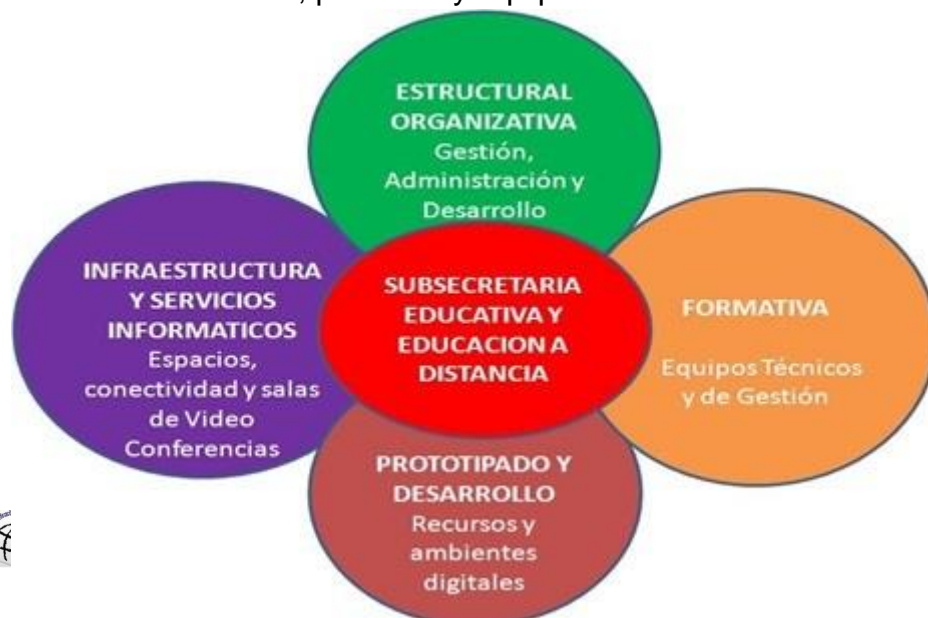 ESTRUCTURAL
ORGANIZATIVA
Gestión,
Administración y
Desarrollo
INFRAESTRUCTURA
Y SERVICIOS
INFORMATICOS
Espacios,
conectividad y salas
de Video
Conferencias
SUBSECRETARIA
EDUCATIVA Y
EDUCACION A
DISTANCIA
FORMATIVA
Equipos Técnicos
y de Gestión
PROTOTIPADO Y
DESARROLLO
Recursos y
ambientes
digitales